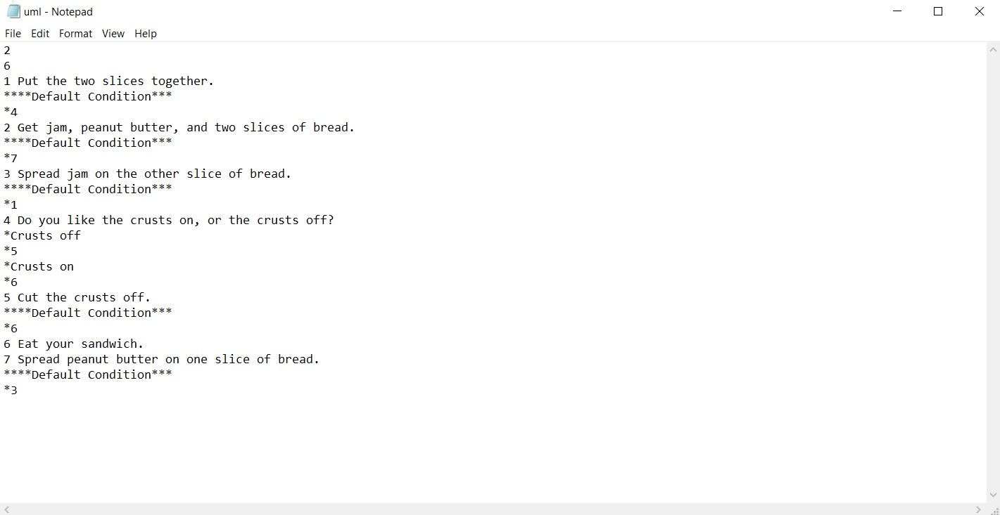 uml - Notepad
File Edit Format View Help
2
6
1 Put the two slices together.
****Default Condition***
*4
2 Get jam, peanut butter, and two slices of bread.
****Default Condition***
*7
3 Spread jam on the other slice of bread.
****Default Condition***
*1
4 Do you like the crusts on, or the crusts off?
*Crusts off
*5
*Crusts on
*6
5 Cut the crusts off.
****Default Condition***
*6
6 Eat your sandwich.
7 Spread peanut butter on one slice of bread.
****Default Condition***
*3